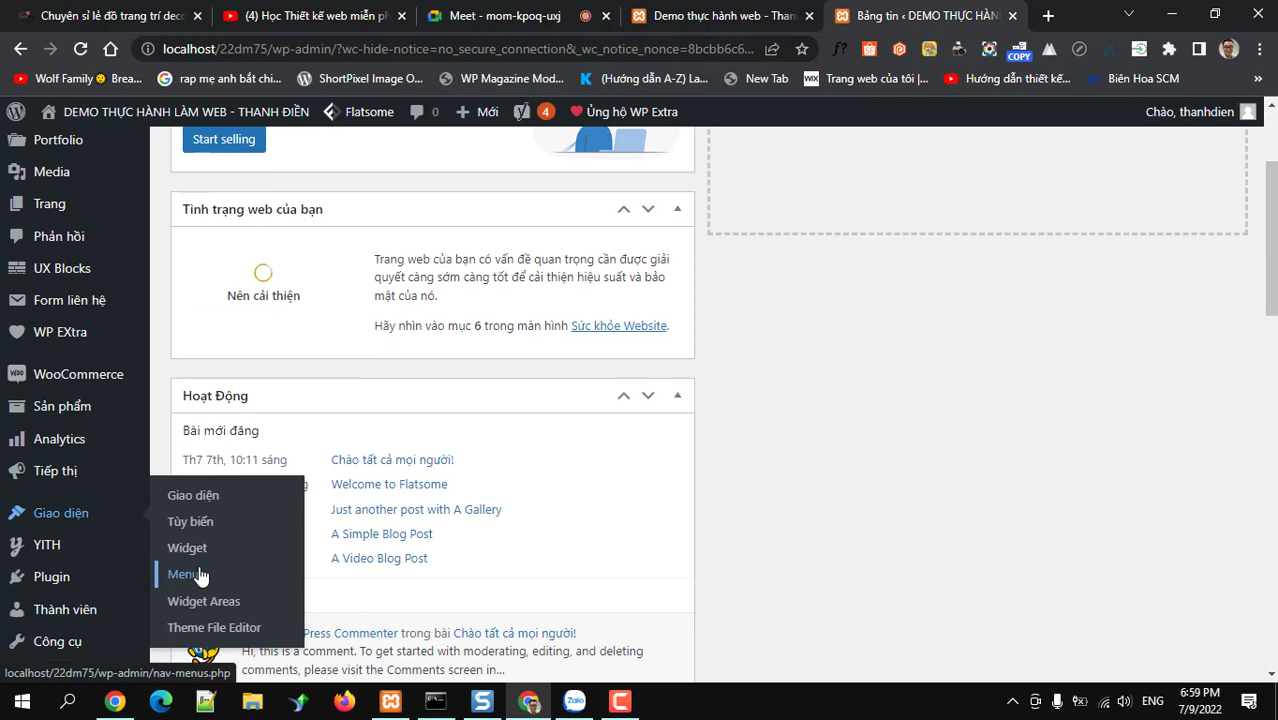 Chuyên sỉ lẻ đồ trang trí deco
(4) Học Thiết kế web miễn ph
Meet - mom-kpoq-uxj
Demo thực hành web - Than
Bảng tin ‹ DEMO THỰC HÀN
localhost/22dm75/wp-admin/?wc-hide-notice=no_secure_connection&_wc_notice_nonce=8bcbb6c...
COPY
Wolf Family Brea...
rap mẹ anh bắt chi...
ShortPixel Image O...
WP Magazine Mod...
(Hướng dẫn A-Z) La...
New Tab
WIX
Trang web của tôi |...
Hướng dẫn thiết kế...
Biên Hoa SCM
DEMO THỰC HÀNH LÀM WEB - THANH ĐIỀN
Flatsome
0
Mới
4
Ủng hộ WP Extra
Chào, thanhdien
Portfolio
Media
Trang
Phản hồi
UX Blocks
Form liên hệ
WP EXtra
WooCommerce
Sản phẩm
Analytics
Tiếp thị
Giao diện
YITH
Plugin
Thành viên
Công cụ
Giao diện
Tùy biến
Widget
Menu
Widget Areas
Theme File Editor
Start selling
Tình trạng web của bạn
Nên cải thiện
Trang web của bạn có vấn đề quan trọng cần được giải
quyết càng sớm càng tốt để cải thiện hiệu suất và bảo
mật của nó.
Hãy nhìn vào mục 6 trong màn hình Sức khỏe Website.
Hoạt Động
Bài mới đăng
Th7 7th, 10:11 sáng
Chào tất cả mọi người!
Welcome to Flatsome
Just another post with A Gallery
A Simple Blog Post
A Video Blog Post
Press Commenter trong bài Chào tất cả mọi người!
Hi, this is a comment. To get started with moderating, editing, and deleting
comments, please visit the Comments screen in...
localhost/22dm75/wp-admin/nav-menus.php
Zalo
ENG
6:59 PM
7/9/2022